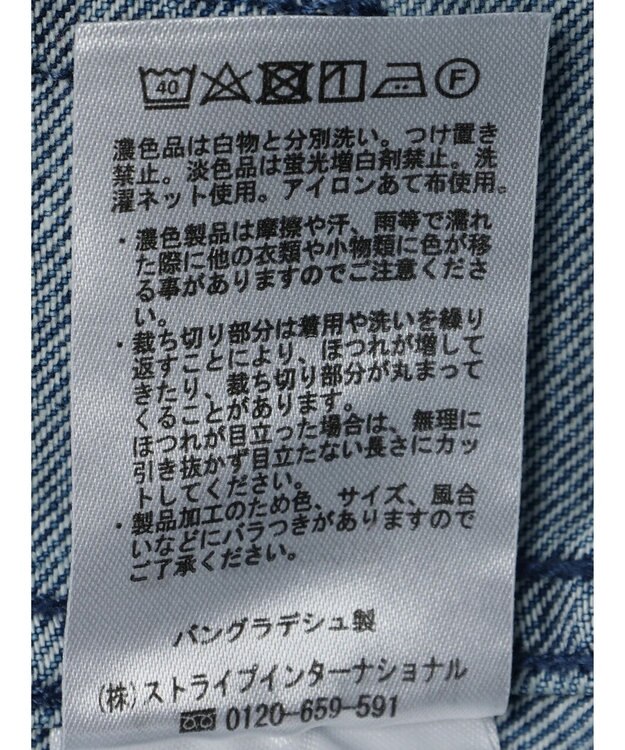 40 F
濃色品は白物と分別洗い。つけ置き
禁止。淡色品は蛍光増白剤禁止。洗
濯ネット使用。アイロンあて布使用。
・濃色製品は摩擦や汗、雨等で濡れ
た際に他の衣類や小物類に色が移
る事がありますのでご注意くださ
い。
・裁ち切り部分は着用や洗いを繰り
返すことにより、ほつれが増して
きたり、裁ち切り部分が丸まって
くることがあります。
ほつれが目立った場合は、無理に
引き抜かず目立たない長さにカッ
トしてください。
・製品加工のため色、サイズ、風合
いなどにバラつきがありますので
ご了承ください。
バングラデシュ製
(株)ストライプインターナショナル
0120-659-591